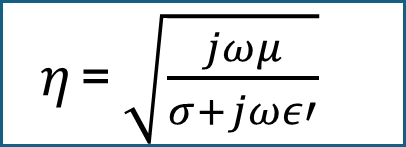 η = √(jωμ / (σ+jωϵ′))